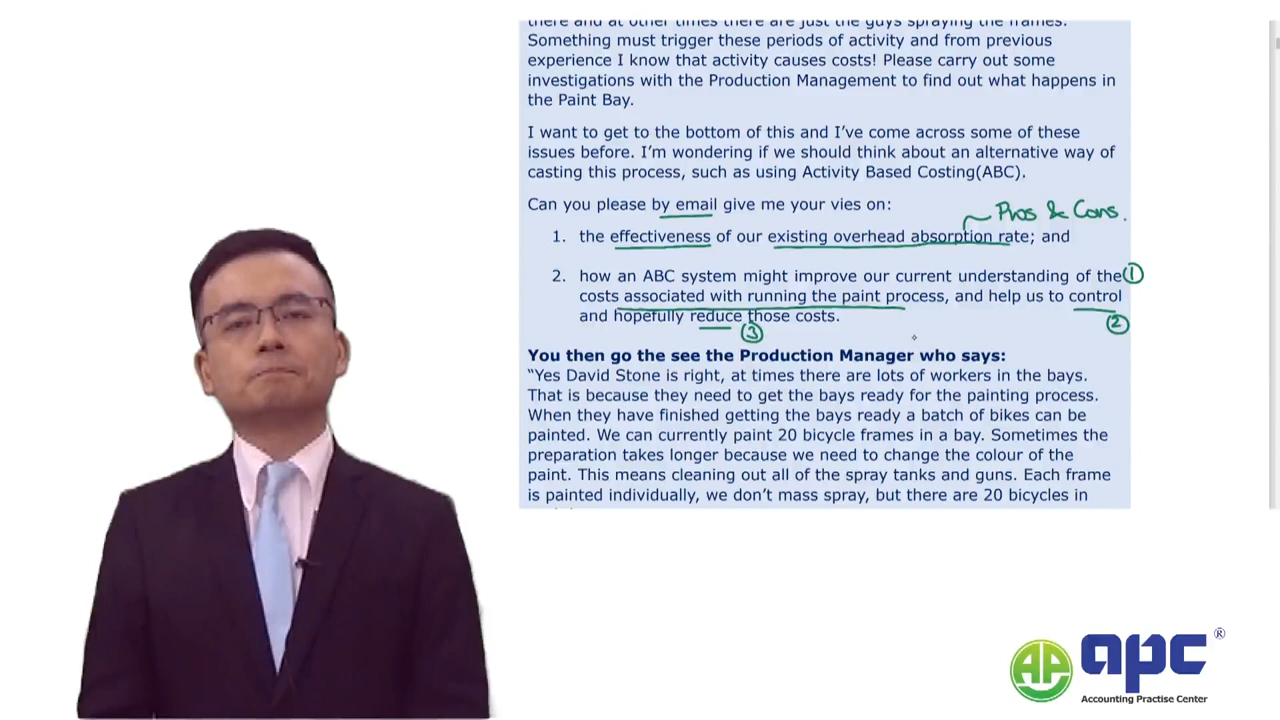 there and at other times there are just the guys spraying the frames.
Something must trigger these periods of activity and from previous
experience I know that activity causes costs! Please carry out some
investigations with the Production Management to find out what happens in
the Paint Bay.
I want to get to the bottom of this and I've come across some of these
issues before. I'm wondering if we should think about an alternative way of
casting this process, such as using Activity Based Costing(ABC).
Can you please by email give me your vies on:
Pros & Cons.
1. the effectiveness of our existing overhead absorption rate; and
2. how an ABC system might improve our current understanding of the ①
costs associated with running the paint process, and help us to control
②
and hopefully reduce those costs.
③
You then go the see the Production Manager who says:
"Yes David Stone is right, at times there are lots of workers in the bays.
That is because they need to get the bays ready for the painting process.
When they have finished getting the bays ready a batch of bikes can be
painted. We can currently paint 20 bicycle frames in a bay. Sometimes the
preparation takes longer because we need to change the colour of the
paint. This means cleaning out all of the spray tanks and guns. Each frame
is painted individually, we don't mass spray, but there are 20 bicycles in
AP apc®
Accounting Practise Center